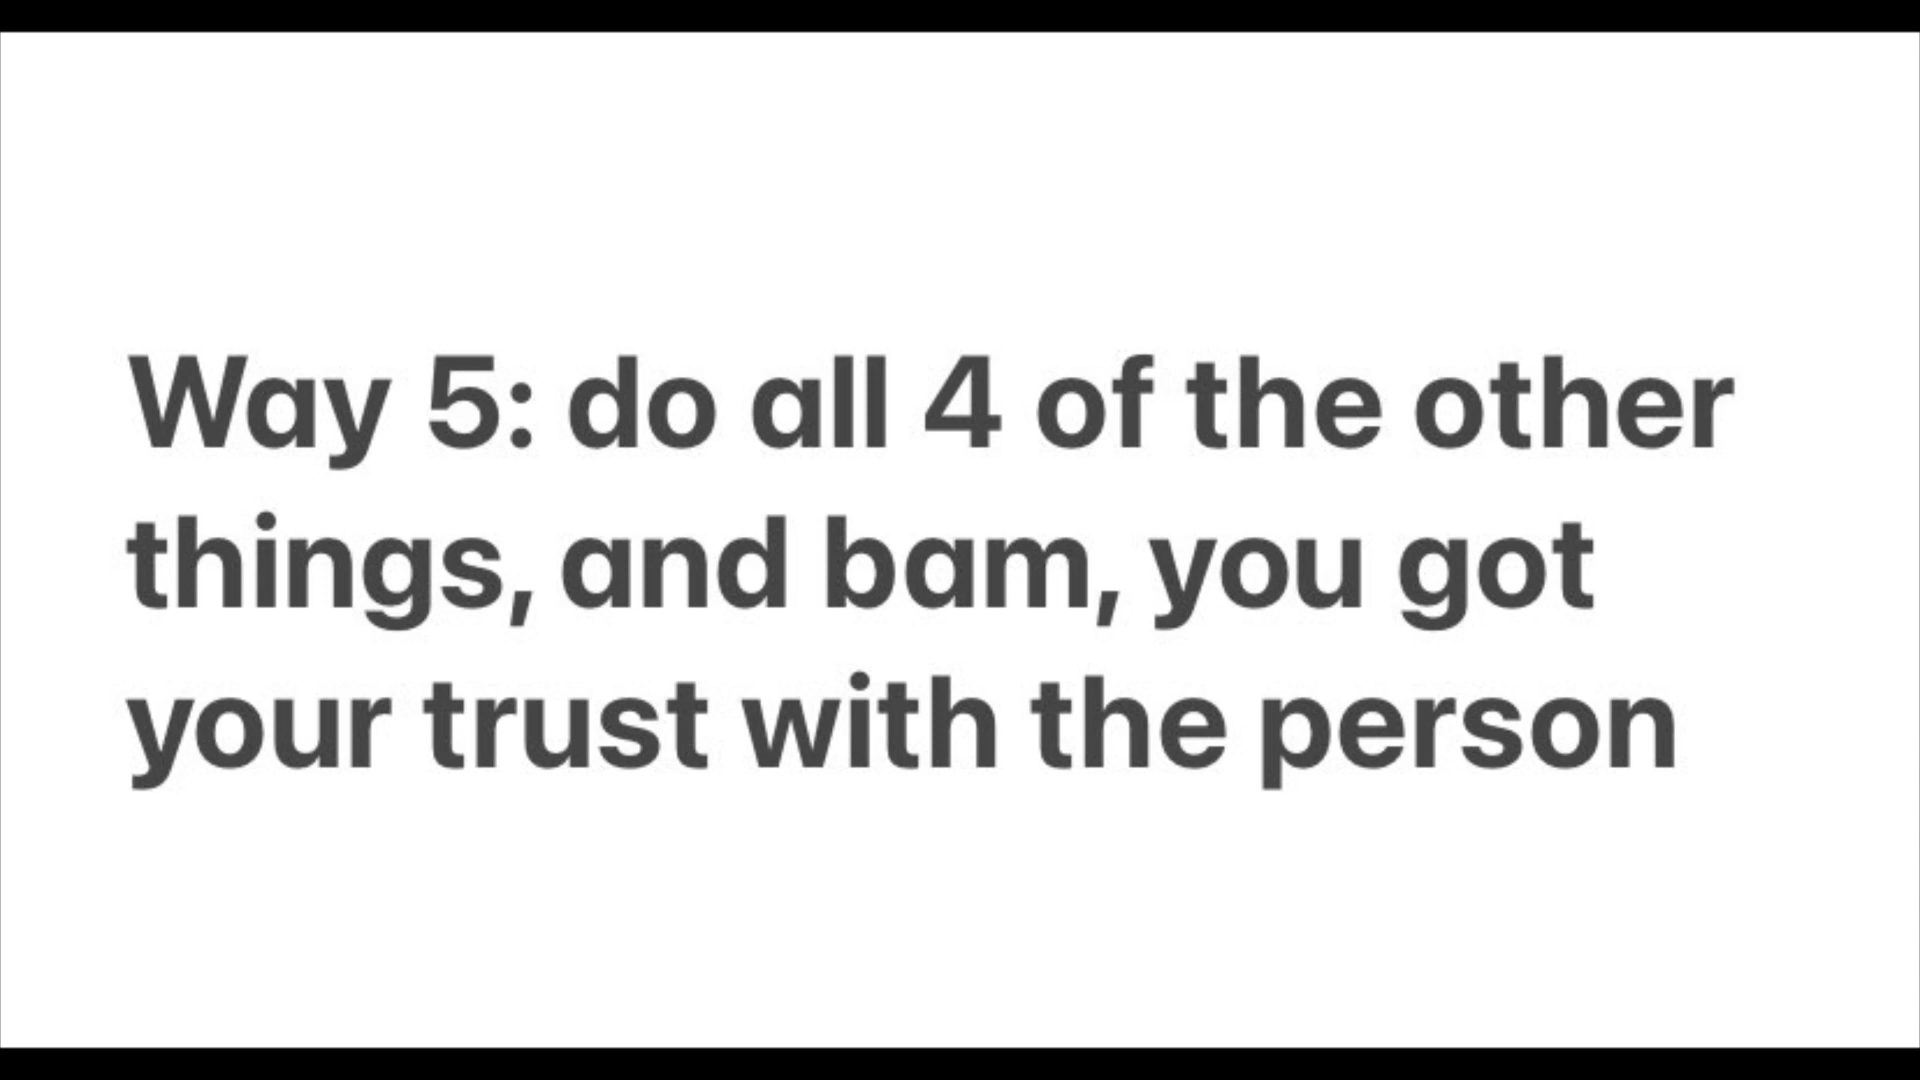 Way 5: do all 4 of the other
things, and bam, you got
your trust with the person